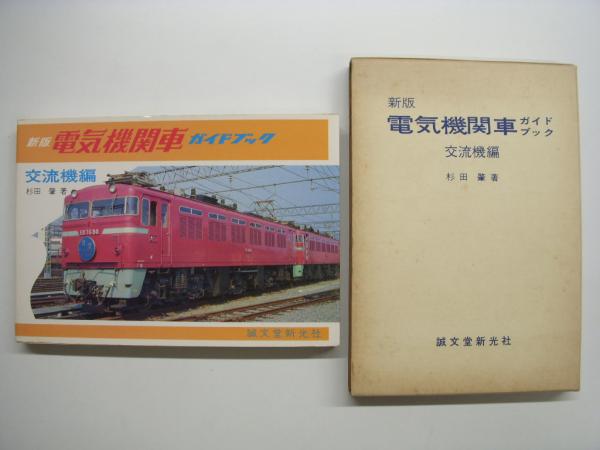 新版 電気機関車 ガイドブック
交流機編
杉田 肇 著
誠文堂新光社
新版
電気機関車 ガイド
ブック
交流機編
杉田 肇 著
誠文堂新光社